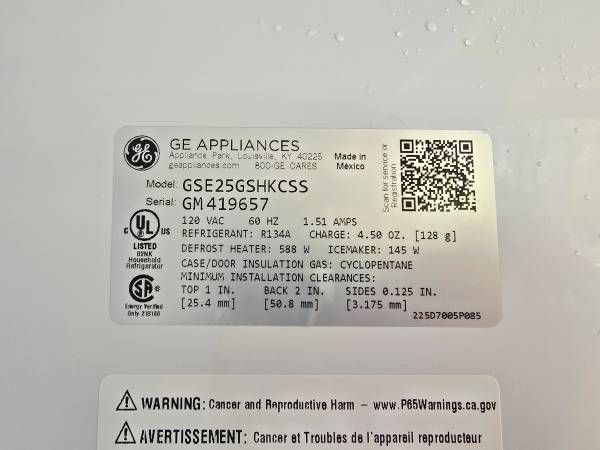 GE APPLIANCES
Appliance Park, Louisville, KY 40225
geappliances.com 800-GE CARES
Made in
México
Scan for service or
Registration
Model: GSE25GSHKCSS
Serial: GM419657
120 VAC 60 HZ 1.51 AMPS
REFRIGERANT: R134A CHARGE: 4.50 OZ. [128 g]
DEFROST HEATER: 588 W ICEMAKER: 145 W
CASE/DOOR INSULATION GAS: CYCLOPENTANE
MINIMUM INSTALLATION CLEARANCES:
TOP 1 IN. BACK 2 IN. SIDES 0.125 IN.
[25.4 mm] [50.8 mm] [3.175 mm]
225D7005P085
c UL US
LISTED
82NK
Household
Refrigerator
SA
Energy Verified
Only 218160
WARNING: Cancer and Reproductive Harm – www.P65Warnings.ca.gov
AVERTISSEMENT: Cancer et Troubles de l'appareil reproducteur